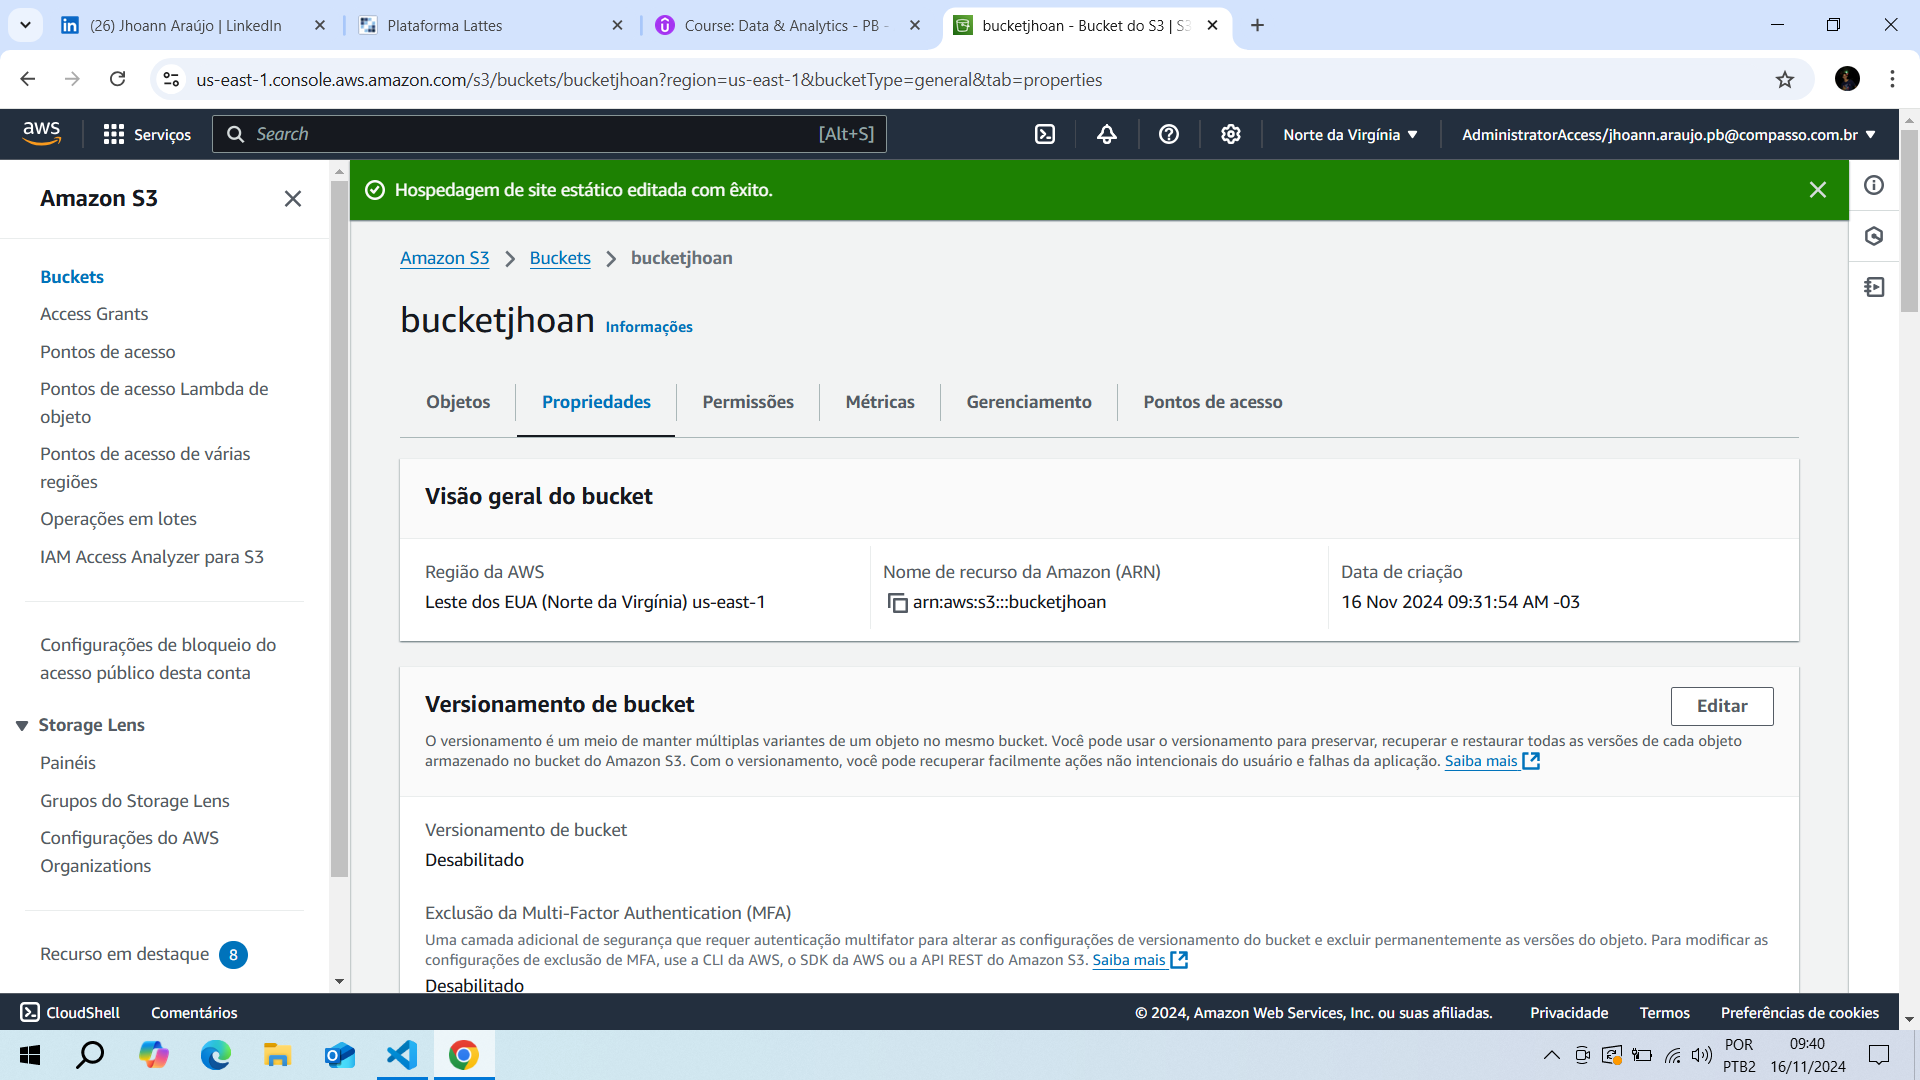 (26) Jhoann Araújo | LinkedIn
Plataforma Lattes
Course: Data & Analytics - PB -
bucketjhoan - Bucket do S3 | S3
us-east-1.console.aws.amazon.com/s3/buckets/bucketjhoan?region=us-east-1&bucketType=general&tab=properties
aws
Serviços
Search
[Alt+S]
Norte da Virgínia
AdministratorAccess/jhoann.araujo.pb@compasso.com.br
Amazon S3
Buckets
Access Grants
Pontos de acesso
Pontos de acesso Lambda de
objeto
Pontos de acesso de várias
regiões
Operações em lotes
IAM Access Analyzer para S3
Configurações de bloqueio do
acesso público desta conta
Storage Lens
Painéis
Grupos do Storage Lens
Configurações do AWS
Organizations
Recurso em destaque 8
Hospedagem de site estático editada com êxito.
Amazon S3 > Buckets > bucketjhoan
bucketjhoan Informações
Objetos
Propriedades
Permissões
Métricas
Gerenciamento
Pontos de acesso
Visão geral do bucket
Região da AWS
Leste dos EUA (Norte da Virgínia) us-east-1
Nome de recurso da Amazon (ARN)
arn:aws:s3:::bucketjhoan
Data de criação
16 Nov 2024 09:31:54 AM -03
Versionamento de bucket
Editar
O versionamento é um meio de manter múltiplas variantes de um objeto no mesmo bucket. Você pode usar o versionamento para preservar, recuperar e restaurar todas as versões de cada objeto
armazenado no bucket do Amazon S3. Com o versionamento, você pode recuperar facilmente ações não intencionais do usuário e falhas da aplicação. Saiba mais
Versionamento de bucket
Desabilitado
Exclusão da Multi-Factor Authentication (MFA)
Uma camada adicional de segurança que requer autenticação multifator para alterar as configurações de versionamento do bucket e excluir permanentemente as versões do objeto. Para modificar as
configurações de exclusão de MFA, use a CLI da AWS, o SDK da AWS ou a API REST do Amazon S3. Saiba mais
Desabilitado
CloudShell
Comentários
© 2024, Amazon Web Services, Inc. ou suas afiliadas.
Privacidade
Termos
Preferências de cookies
POR
PTB2
09:40
16/11/2024